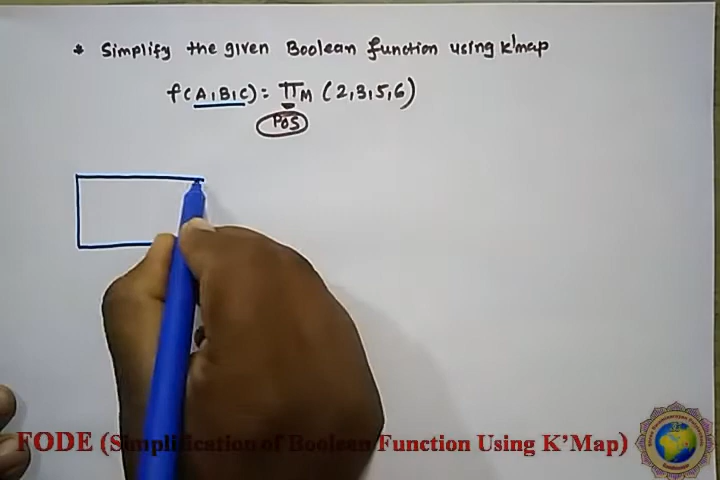 * Simplify the given Boolean function using K'map
f(A,B,C) = πM (2,3,5,6)
POS
FODE (Simplification of Boolean Function Using K'Map)